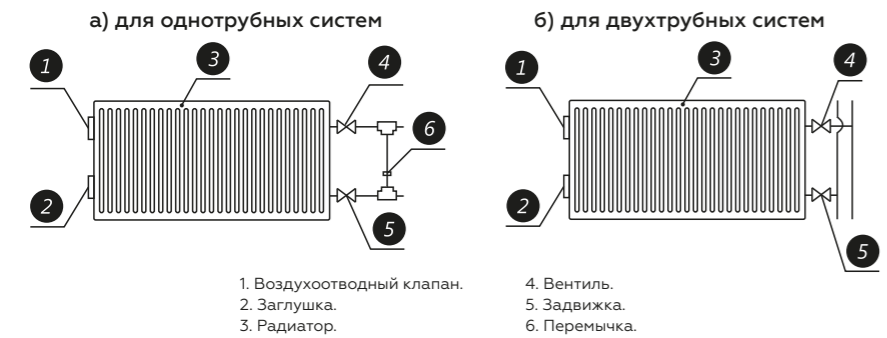 а) для однотрубных систем
б) для двухтрубных систем
1
3
4
6
2
5
1
3
4
2
5
1. Воздухоотводный клапан.
2. Заглушка.
3. Радиатор.
4. Вентиль.
5. Задвижка.
6. Перемычка.